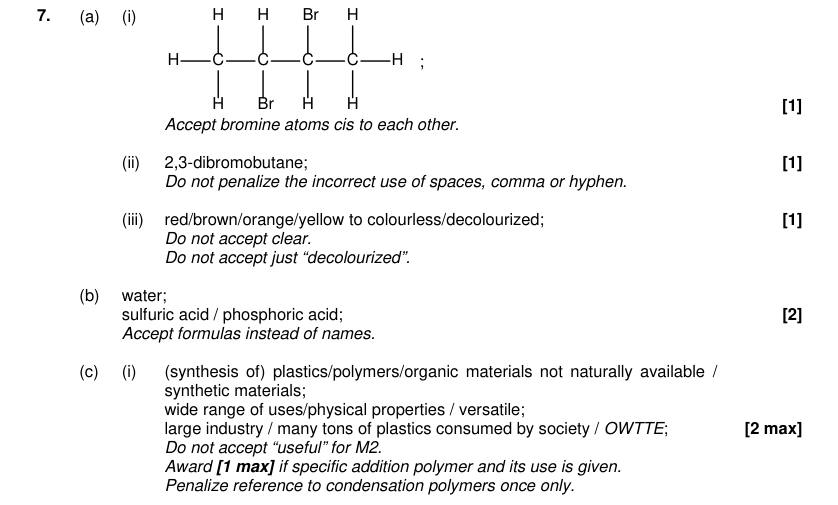 7. (a) (i)
H H Br H
H C C C C H ;
H Br H H
[1]
Accept bromine atoms cis to each other.
(ii) 2,3-dibromobutane; [1]
Do not penalize the incorrect use of spaces, comma or hyphen.
(iii) red/brown/orange/yellow to colourless/decolourized; [1]
Do not accept clear.
Do not accept just “decolourized”.
(b) water;
sulfuric acid / phosphoric acid; [2]
Accept formulas instead of names.
(c) (i) (synthesis of) plastics/polymers/organic materials not naturally available /
synthetic materials;
wide range of uses/physical properties / versatile;
large industry / many tons of plastics consumed by society / OWTTE; [2 max]
Do not accept “useful” for M2.
Award [1 max] if specific addition polymer and its use is given.
Penalize reference to condensation polymers once only.